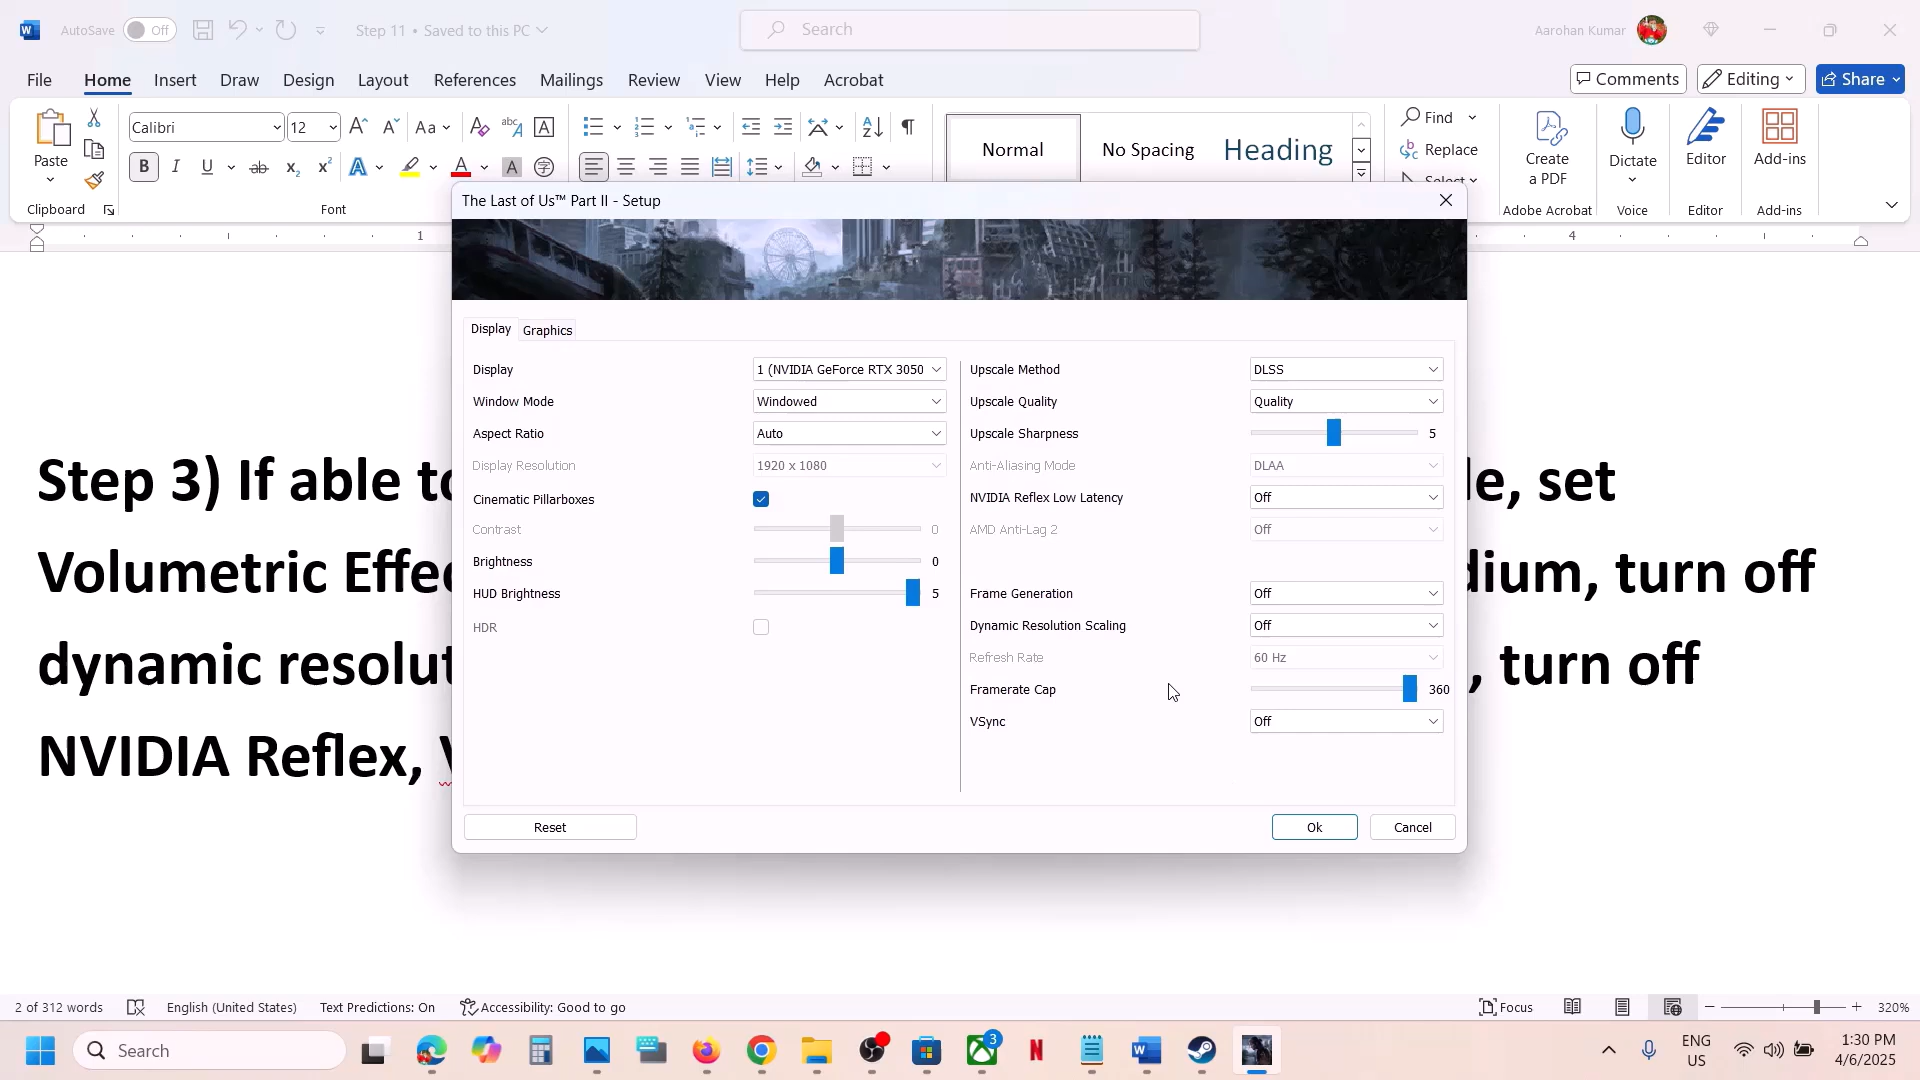 AutoSave Off Step 11 • Saved to this PC Search Aarohan Kumar
File Home Insert Draw Design Layout References Mailings Review View Help Acrobat Comments Editing Share
Calibri 12 Find
Paste Normal No Spacing Heading Replace Create a PDF Dictate Editor Add-ins
Select
Clipboard Font Adobe Acrobat Voice Editor Add-ins
1 4
The Last of Us™ Part II - Setup
Display Graphics
Display 1 (NVIDIA GeForce RTX 3050 Upscale Method DLSS
Window Mode Windowed Upscale Quality Quality
Aspect Ratio Auto Upscale Sharpness 5
Display Resolution 1920 x 1080 Anti-Aliasing Mode DLAA
Cinematic Pillarboxes NVIDIA Reflex Low Latency Off
Contrast 0 AMD Anti-Lag 2 Off
Brightness 0
HUD Brightness 5 Frame Generation Off
HDR Dynamic Resolution Scaling Off
Refresh Rate 60 Hz
Framerate Cap 360
VSync Off
Reset Ok Cancel
Step 3) If able to le, set
Volumetric Effec dium, turn off
dynamic resolut , turn off
NVIDIA Reflex, V
2 of 312 words English (United States) Text Predictions: On Accessibility: Good to go Focus 320%
Search 3 ENG US 1:30 PM 4/6/2025